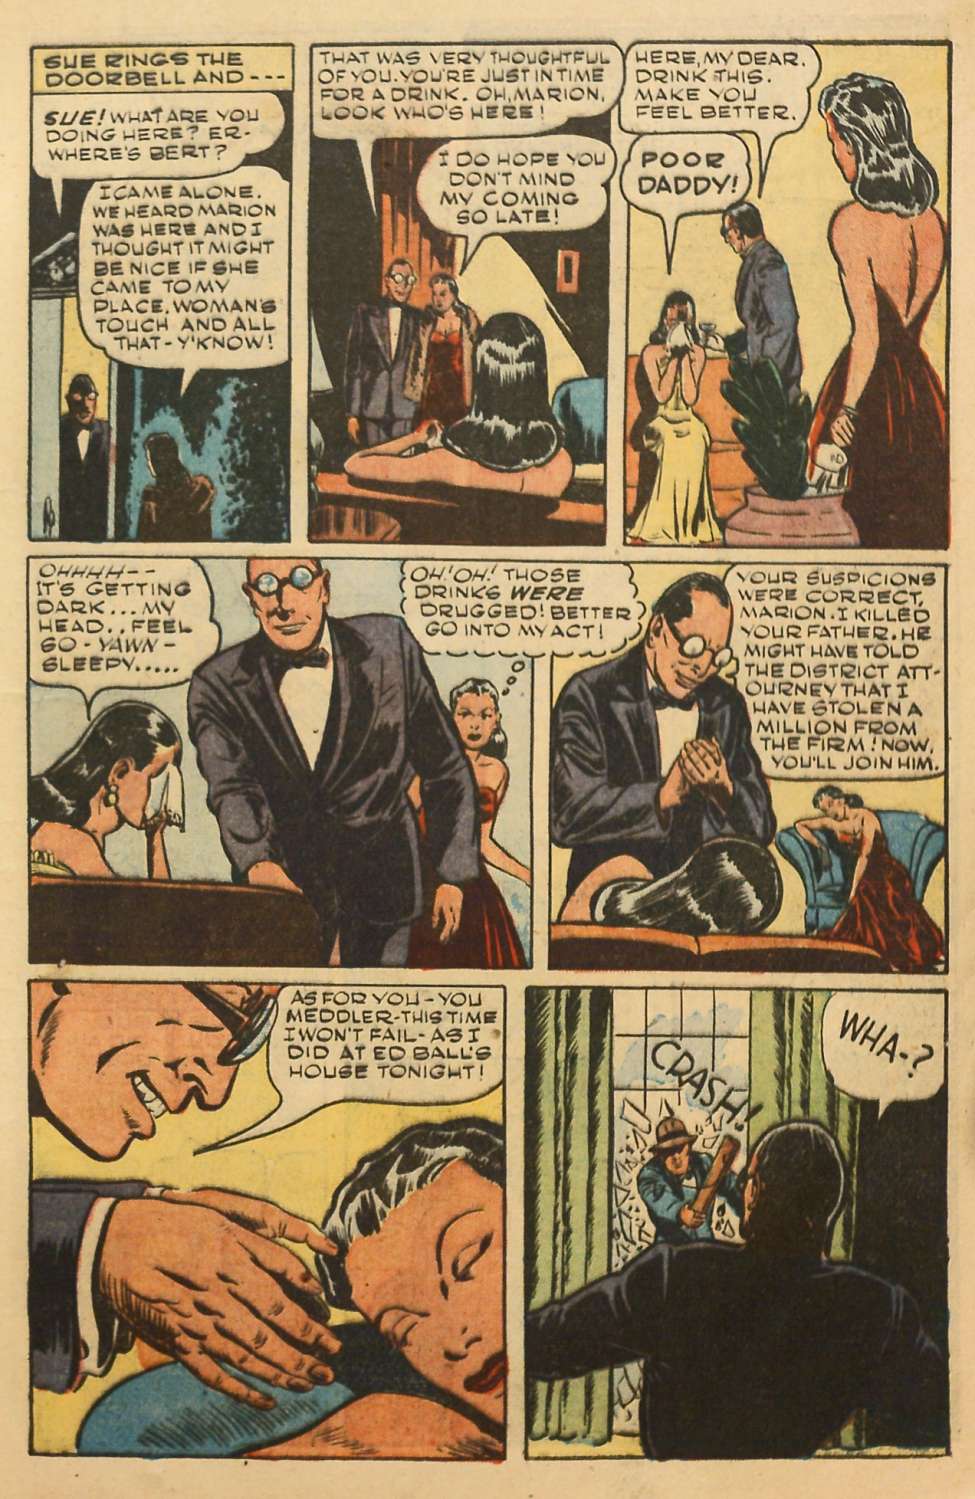 SUE RINGS THE
DOORBELL AND ---
SUE! WHAT ARE YOU
DOING HERE? ER-
WHERE'S BERT?
I CAME ALONE.
WE HEARD MARION
WAS HERE AND I
THOUGHT IT MIGHT
BE NICE IF SHE
CAME TO MY
PLACE. WOMAN'S
TOUCH AND ALL
THAT-Y'KNOW!
THAT WAS VERY THOUGHTFUL
OF YOU. YOU'RE JUST IN TIME
FOR A DRINK. OH, MARION,
LOOK WHO'S HERE!
I DO HOPE YOU
DON'T MIND
MY COMING
SO LATE!
HERE, MY DEAR.
DRINK THIS.
MAKE YOU
FEEL BETTER.
POOR
DADDY!
OHHHH--
IT'S GETTING
DARK...MY
HEAD..FEEL
SO-YAWN-
SLEEPY.....
OH! OH! THOSE
DRINKS WERE
DRUGGED! BETTER
GO INTO MY ACT!
YOUR SUSPICIONS
WERE CORRECT,
MARION. I KILLED
YOUR FATHER. HE
MIGHT HAVE TOLD
THE DISTRICT ATT-
OURNEY THAT I
HAVE STOLEN A
MILLION FROM
THE FIRM! NOW,
YOU'LL JOIN HIM.
AS FOR YOU-YOU
MEDDLER-THIS TIME
I WON'T FAIL-AS I
DID AT ED BALL'S
HOUSE TONIGHT!
CRASH!
WHA-?